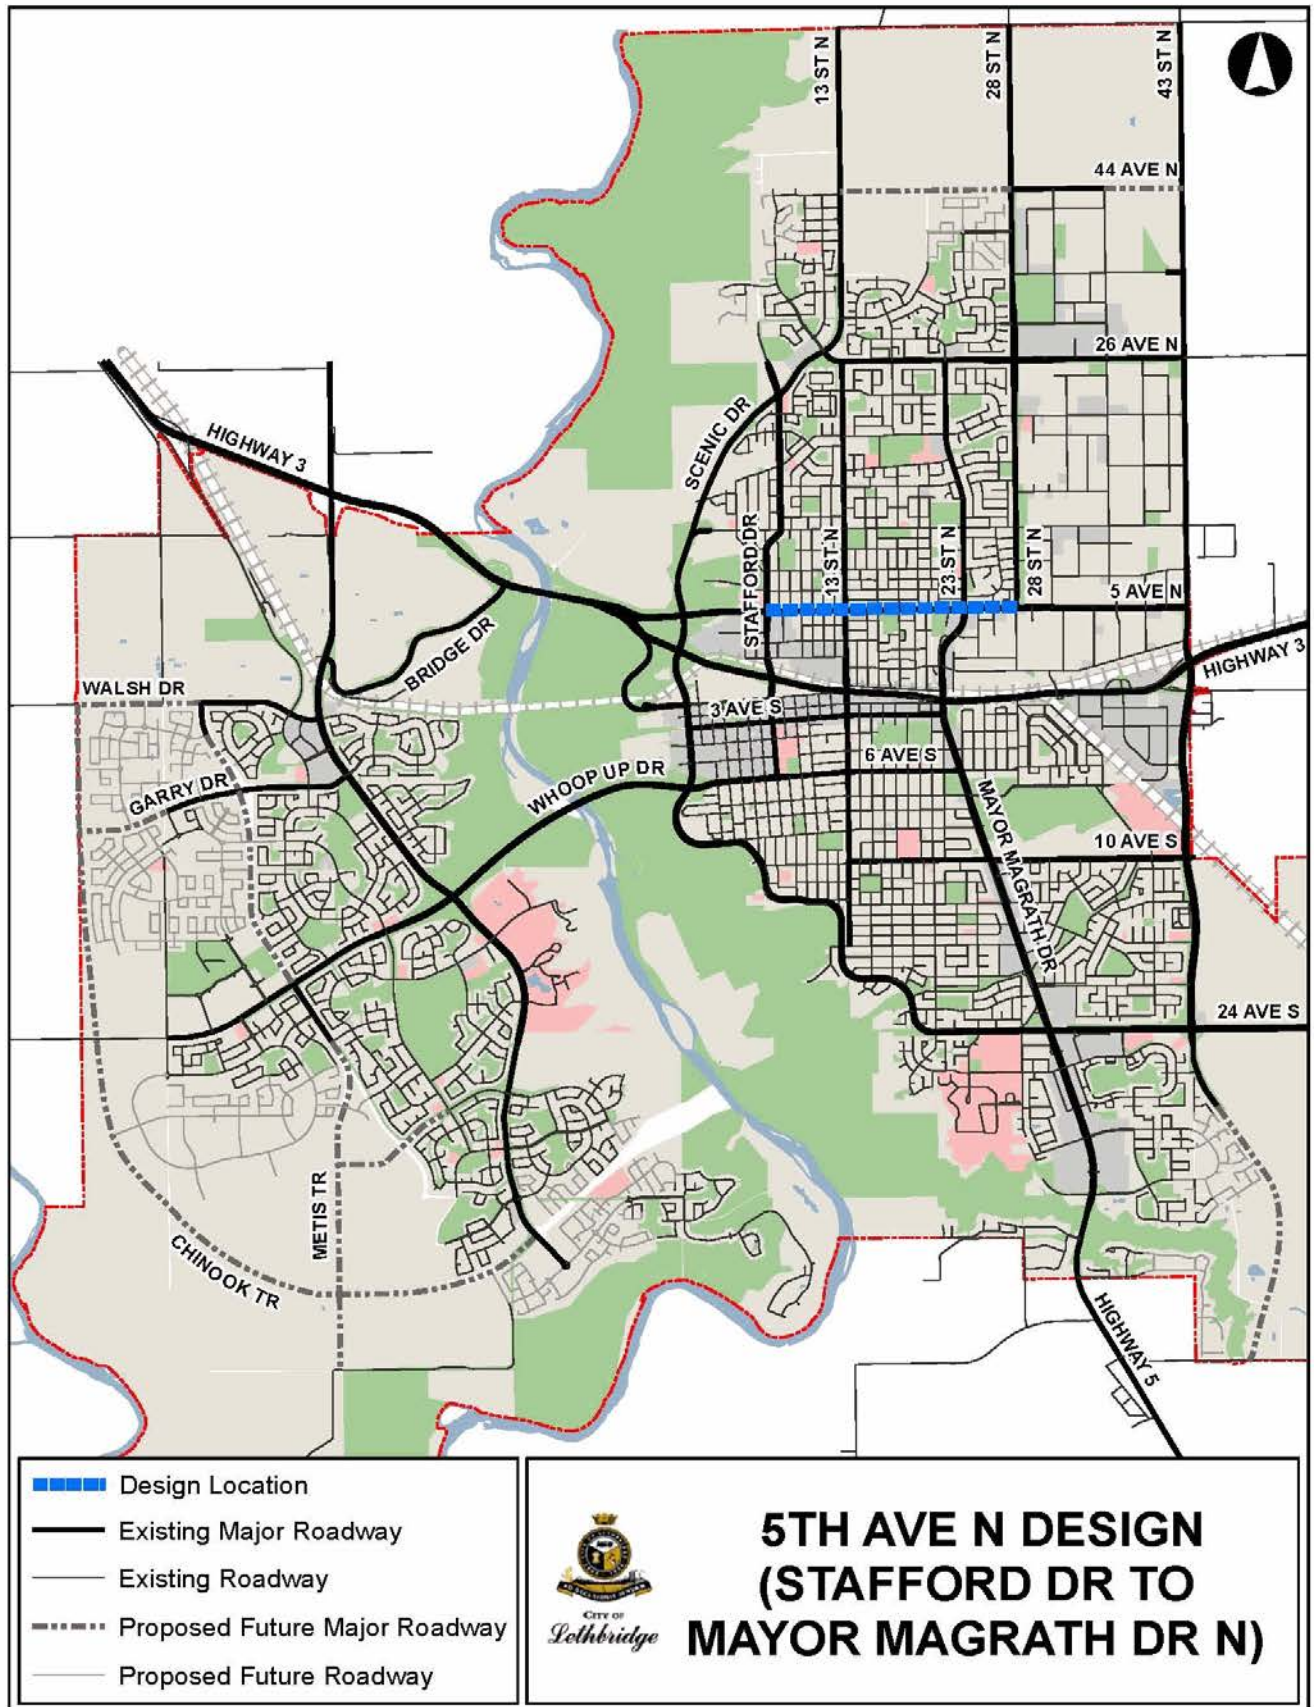 13 ST N
28 ST N
43 ST N
44 AVE N
26 AVE N
HIGHWAY 3
SCENIC DR
STAFFORD DR
13 ST N
23 ST N
28 ST N
5 AVE N
BRIDGE DR
HIGHWAY 3
WALSH DR
3 AVE S
6 AVE S
WHOOP UP DR
GARRY DR
MAYOR MAGRATH DR
10 AVE S
24 AVE S
METIS TR
CHINOOK TR
HIGHWAY 5
Design Location
Existing Major Roadway
Existing Roadway
Proposed Future Major Roadway
Proposed Future Roadway
CITY OF
Lethbridge
5TH AVE N DESIGN
(STAFFORD DR TO
MAYOR MAGRATH DR N)